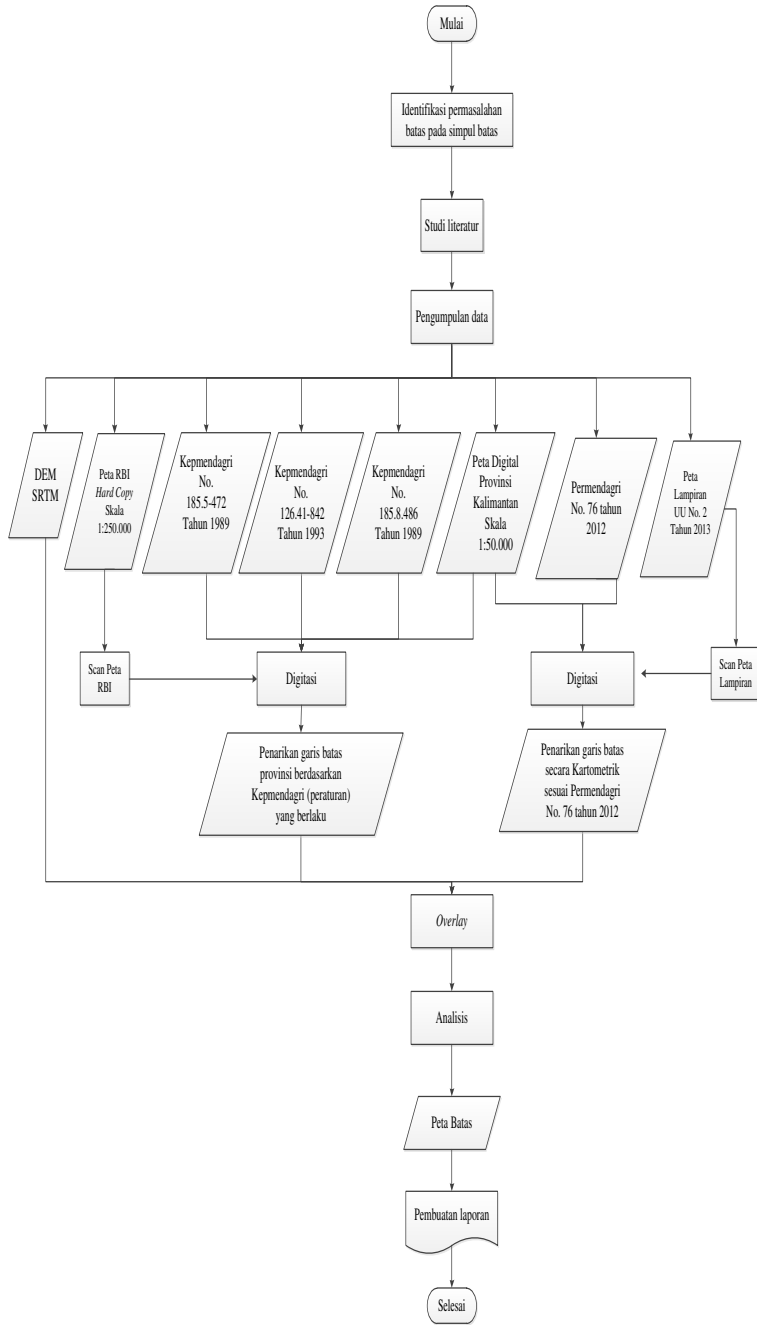 Mulai
Identifikasi permasalahan
batas pada simpul batas
Studi literatur
Pengumpulan data
DEM
SRTM
Peta RBI
Hard Copy
Skala
1:250.000
Kepmendagri
No.
185.5-472
Tahun 1989
Kepmendagri
No.
126.41-842
Tahun 1993
Kepmendagri
No.
185.8.486
Tahun 1989
Peta Digital
Provinsi
Kalimantan
Skala
1:50.000
Permendagri
No. 76 tahun
2012
Peta
Lampiran
UU No. 2
Tahun 2013
Scan Peta
RBI
Digitasi
Digitasi
Scan Peta
Lampiran
Penarikan garis batas
provinsi berdasarkan
Kepmendagri (peraturan)
yang berlaku
Penarikan garis batas
secara Kartometrik
sesuai Permendagri
No. 76 tahun 2012
Overlay
Analisis
Peta Batas
Pembuatan laporan
Selesai